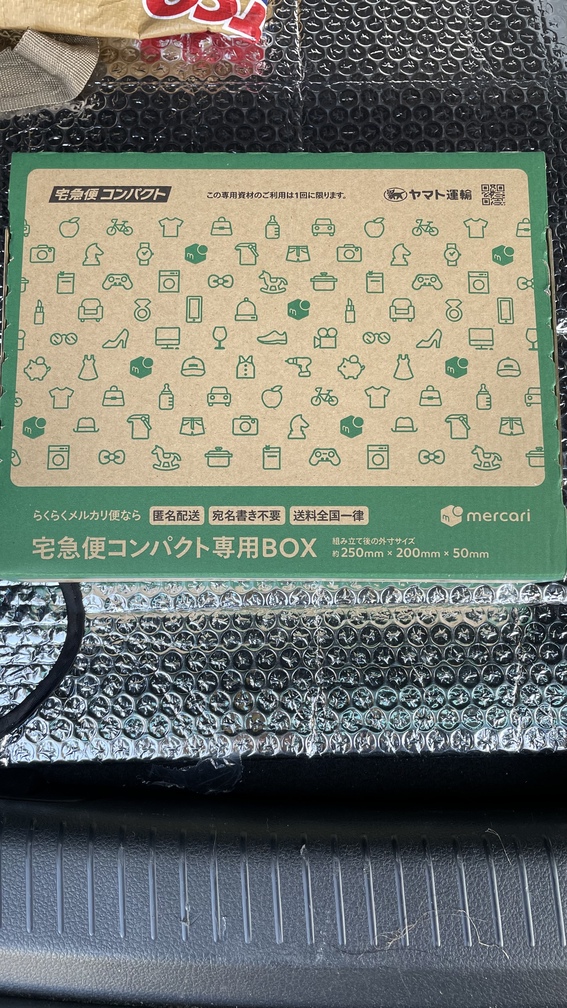 USA
宅急便コンパクト
この専用資材のご利用は1回に限ります。
ヤマト運輸
らくらくメルカリ便なら 匿名配送 宛名書き不要 送料全国一律
mercari
宅急便コンパクト専用BOX
組み立て後の外寸サイズ
約250mm×200mm×50mm